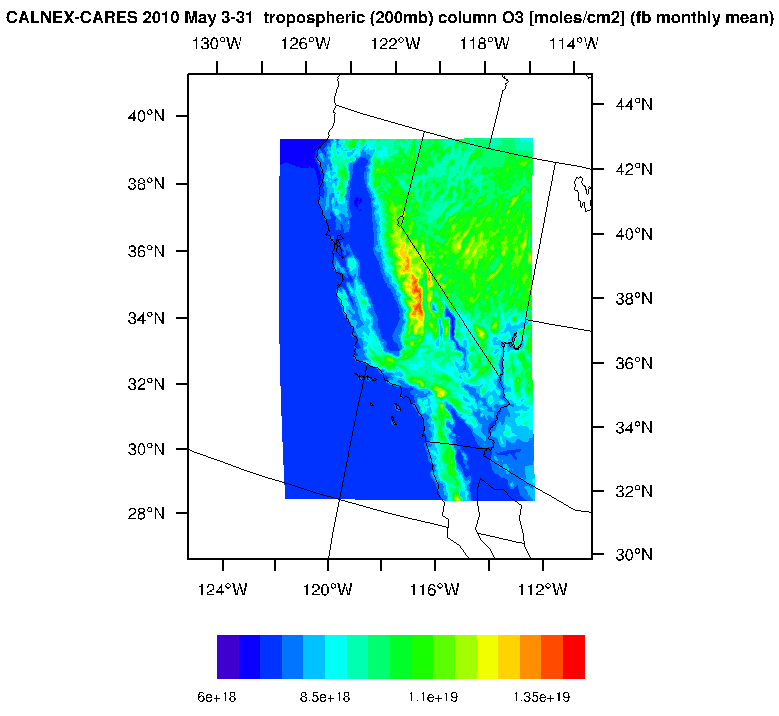 CALNEX-CARES 2010 May 3-31 tropospheric (200mb) column O3 [moles/cm2] (fb monthly mean)
130°W 126°W 122°W 118°W 114°W
40°N 44°N
38°N 42°N
36°N 40°N
34°N 38°N
32°N 36°N
30°N 34°N
28°N 32°N
30°N
124°W 120°W 116°W 112°W
6e+18 8.5e+18 1.1e+19 1.35e+19